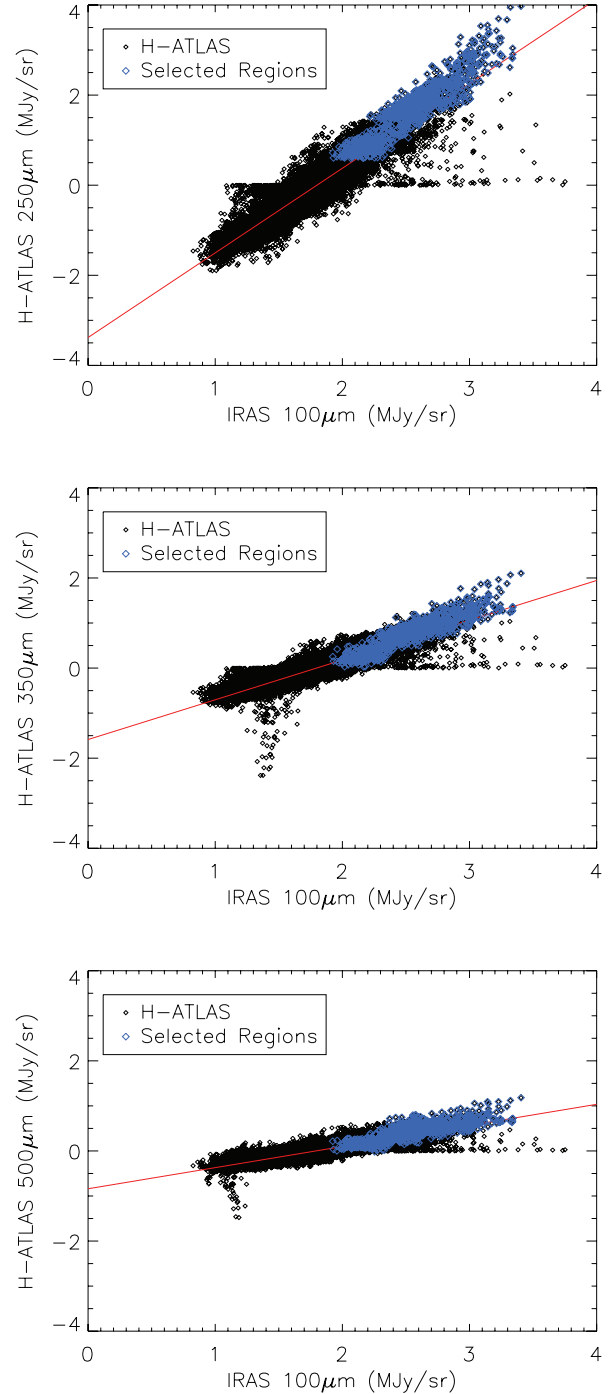 4
2
0
−2
−4
H−ATLAS 250μm (MJy/sr)
H−ATLAS
Selected Regions
0 1 2 3 4
IRAS 100μm (MJy/sr)
4
2
0
−2
−4
H−ATLAS 350μm (MJy/sr)
H−ATLAS
Selected Regions
0 1 2 3 4
IRAS 100μm (MJy/sr)
4
2
0
−2
−4
H−ATLAS 500μm (MJy/sr)
H−ATLAS
Selected Regions
0 1 2 3 4
IRAS 100μm (MJy/sr)